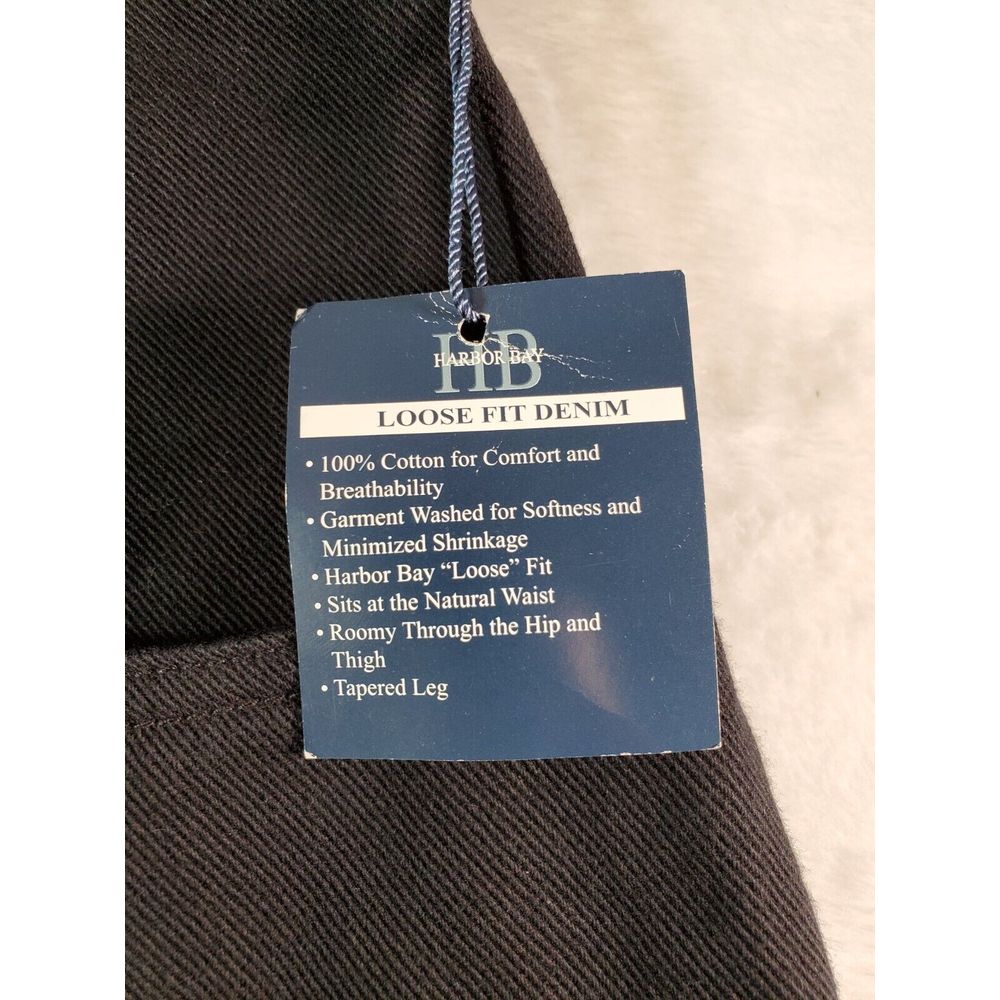 HB
HARBOR BAY
LOOSE FIT DENIM
• 100% Cotton for Comfort and
Breathability
• Garment Washed for Softness and
Minimized Shrinkage
• Harbor Bay “Loose” Fit
• Sits at the Natural Waist
• Roomy Through the Hip and
Thigh
• Tapered Leg